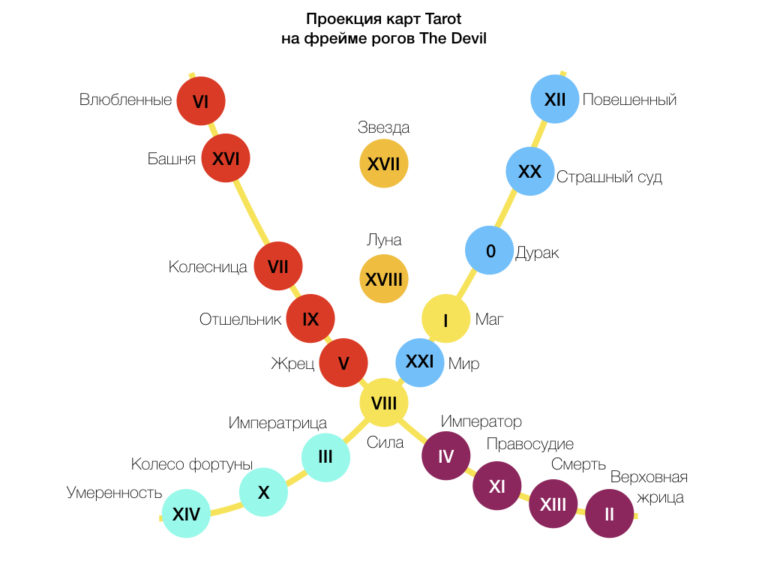 Проекция карт Tarot
на фрейме рогов The Devil
Влюбленные
VI
XII
Повешенный
Звезда
Башня
XVI
XVII
XX
Страшный суд
Луна
0
Дурак
Колесница
VII
XVIII
Отшельник
IX
I
Маг
Жрец
V
XXI
Мир
VIII
Сила
Императрица
III
Император
IV
Правосудие
XI
Колесо фортуны
X
Смерть
XIII
Верховная
жрица
II
Умеренность
XIV